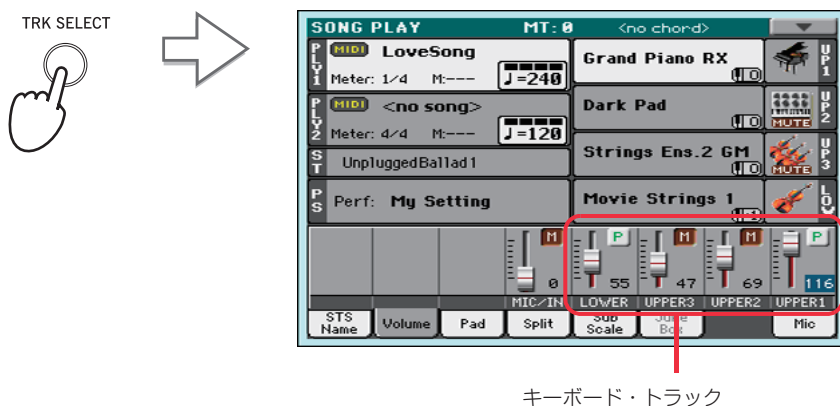 TRK SELECT
SONG PLAY MT: 0 <no chord>
PLY1
MIDI LoveSong
Meter: 1/4 M:--- ♩=240
Grand Piano RX
0
UP1
PLY2
MIDI <no song>
Meter: 4/4 M:--- ♩=120
Dark Pad
0
MUTE
UP2
ST
UnpluggedBallad1
Strings Ens.2 GM
0
MUTE
UP3
PS
Perf: My Setting
Movie Strings 1
LOW
M P M M P
0 55 47 69 116
MIC/IN LOWER UPPER3 UPPER2 UPPER1
STS Name Volume Pad Split Sub Scale Mic
キーボード・トラック